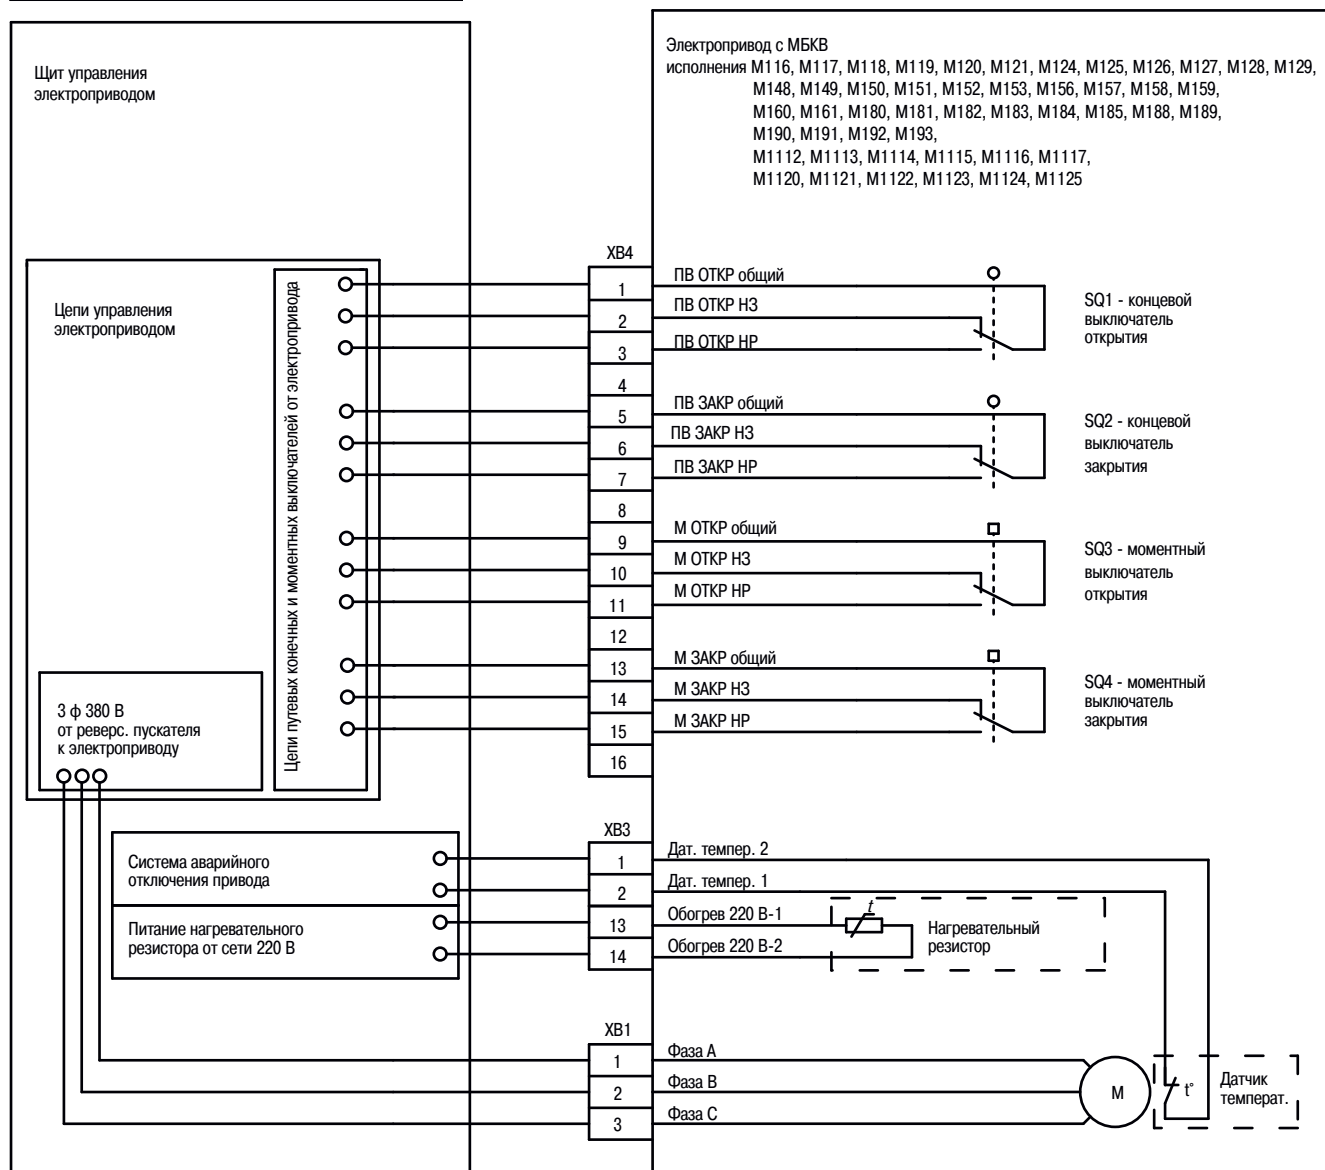 Щит управления
электроприводом
Электропривод с МБКВ
исполнения М116, М117, М118, М119, М120, М121, М124, М125, М126, М127, М128, М129,
М148, М149, М150, М151, М152, М153, М156, М157, М158, М159,
М160, М161, М180, М181, М182, М183, М184, М185, М188, М189,
М190, М191, М192, М193,
М1112, М1113, М1114, М1115, М1116, М1117,
М1120, М1121, М1122, М1123, М1124, М1125
Цепи управления
электроприводом
Цепи путевых конечных и моментных выключателей от электропривода
3 ф 380 В
от реверс. пускателя
к электроприводу
ХВ4
1
2
3
4
5
6
7
8
9
10
11
12
13
14
15
16
ПВ ОТКР общий
ПВ ОТКР НЗ
ПВ ОТКР НР
SQ1 - концевой
выключатель
открытия
ПВ ЗАКР общий
ПВ ЗАКР НЗ
ПВ ЗАКР НР
SQ2 - концевой
выключатель
закрытия
М ОТКР общий
М ОТКР НЗ
М ОТКР НР
SQ3 - моментный
выключатель
открытия
М ЗАКР общий
М ЗАКР НЗ
М ЗАКР НР
SQ4 - моментный
выключатель
закрытия
Система аварийного
отключения привода
Питание нагревательного
резистора от сети 220 В
ХВ3
1
2
13
14
Дат. темпер. 2
Дат. темпер. 1
Обогрев 220 В-1
Обогрев 220 В-2
t
Нагревательный
резистор
ХВ1
1
2
3
Фаза А
Фаза В
Фаза С
М
t°
Датчик
температ.